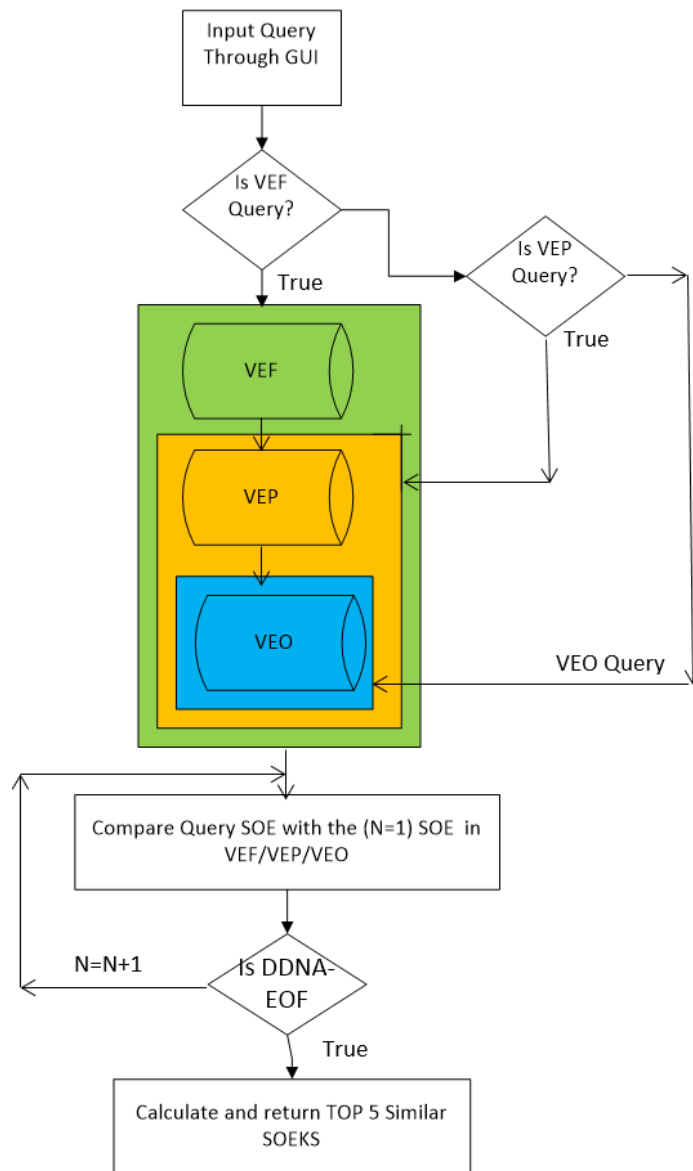 Input Query
Through GUI
Is VEF
Query?
Is VEP
Query?
True
True
VEF
VEP
VEO
VEO Query
Compare Query SOE with the (N=1) SOE in
VEF/VEP/VEO
N=N+1
Is DDNA-
EOF
True
Calculate and return TOP 5 Similar
SOEKS